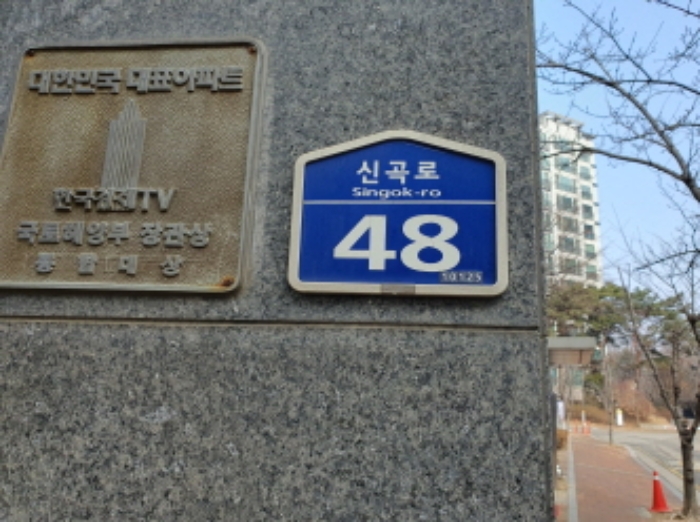 대한민국 대표아파트
한국경제TV
국토해양부 장관상
종합대상
신곡로
Singok-ro
48
10125